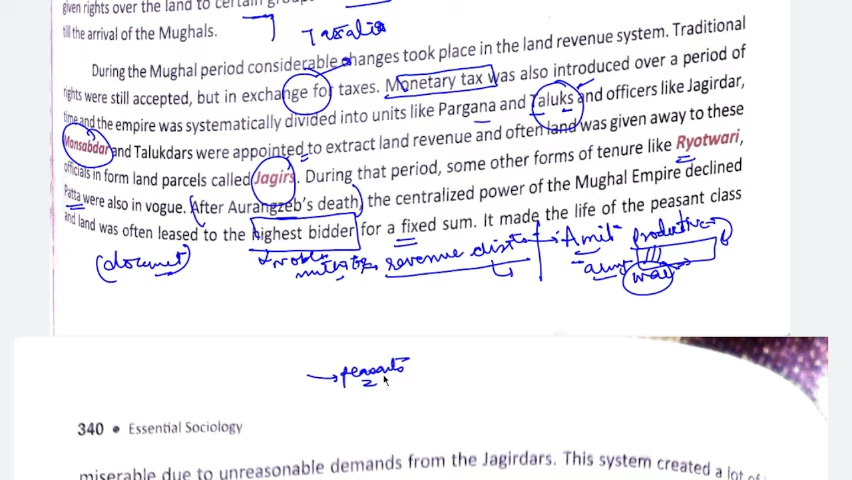 given rights over the land to certain groups
till the arrival of the Mughals.
During the Mughal period considerable changes took place in the land revenue system. Traditional
rights were still accepted, but in exchange for taxes. Monetary tax was also introduced over a period of
time and the empire was systematically divided into units like Pargana and Taluks and officers like Jagirdar,
Mansabdar and Talukdars were appointed to extract land revenue and often land was given away to these
officials in form land parcels called Jagirs. During that period, some other forms of tenure like Ryotwari,
Patta were also in vogue. After Aurangzeb's death, the centralized power of the Mughal Empire declined
and land was often leased to the highest bidder for a fixed sum. It made the life of the peasant class
Amil productive
nobles revenue
army war
→ peasants
340 • Essential Sociology
miserable due to unreasonable demands from the Jagirdars. This system created a lot of